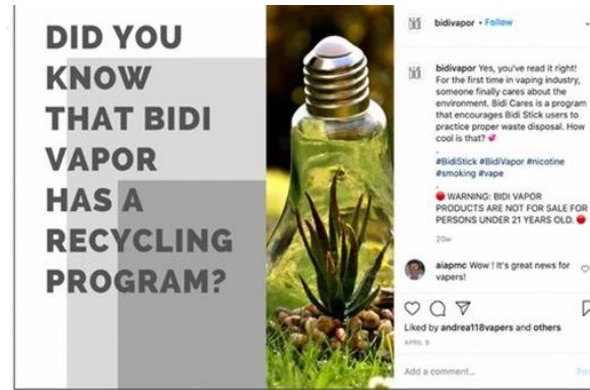 DID YOU
KNOW
THAT BIDI
VAPOR
HAS A
RECYCLING
PROGRAM?
bidivapor • Follow
bidivapor Yes, you've read it right!
For the first time in vaping industry,
someone finally cares about the
environment. Bidi Cares is a program
that encourages Bidi Stick users to
practice proper waste disposal. How
cool is that? 💕
.
#BidiStick #BidiVapor #nicotine
#smoking #vape
.
🔴 WARNING: BIDI VAPOR
PRODUCTS ARE NOT FOR SALE FOR
PERSONS UNDER 21 YEARS OLD. 🔴
20w
aiapmc Wow ! It's great news for
vapers!
Liked by andrea118vapers and others
APRIL 9
Add a comment...